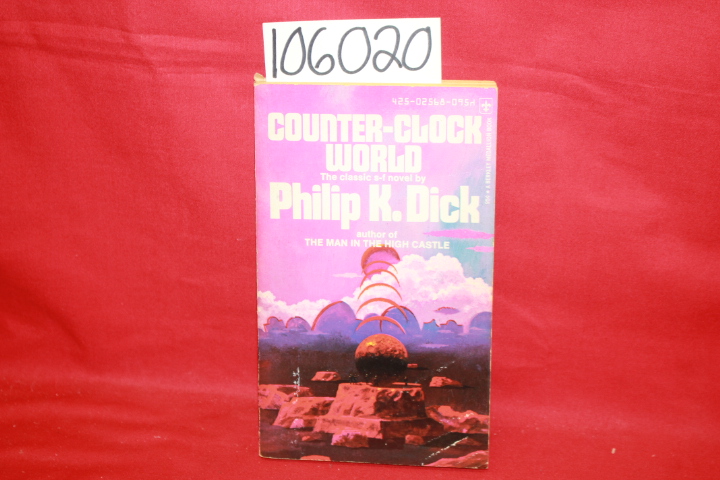 106020
425-02568-095*
COUNTER-CLOCK
WORLD
The classic s-f novel by
Philip K. Dick
author of
THE MAN IN THE HIGH CASTLE